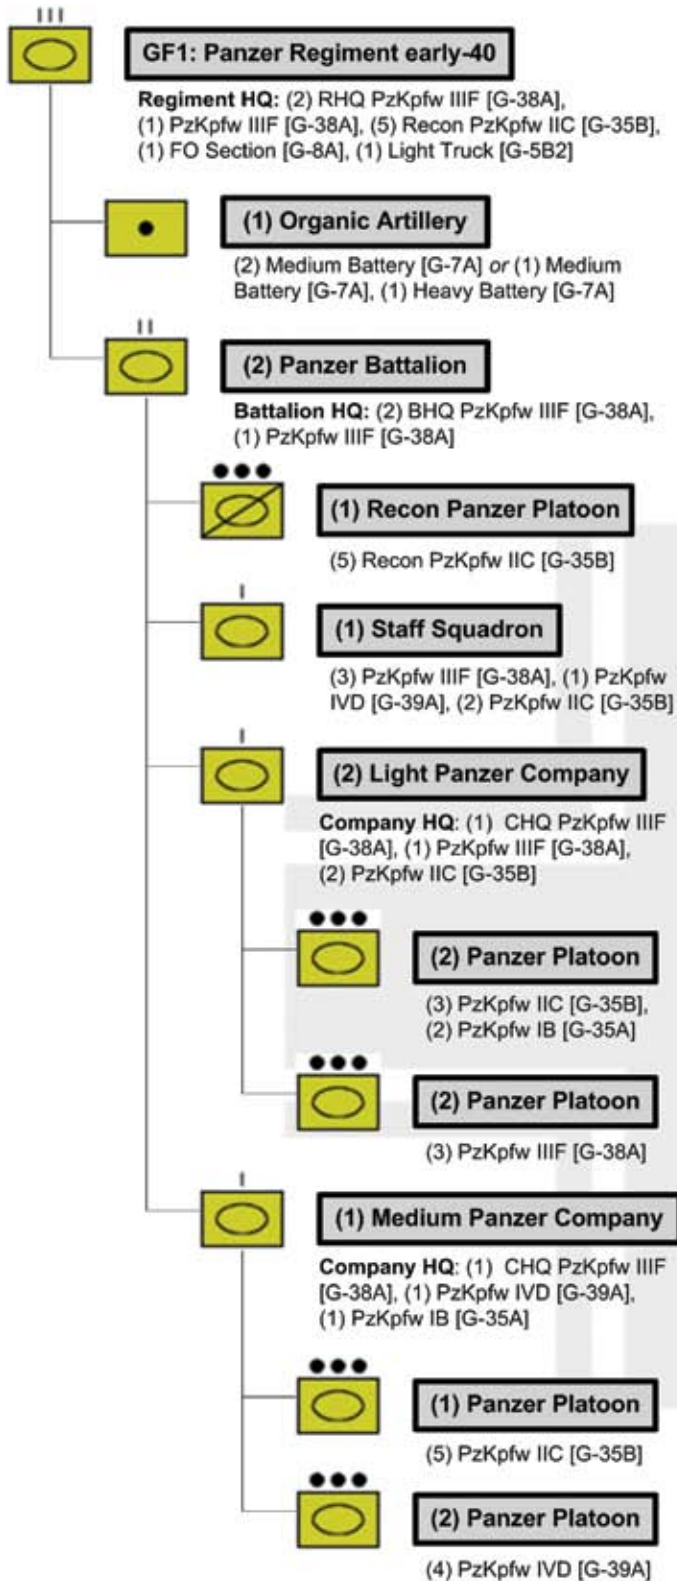 GF1: Panzer Regiment early-40
Regiment HQ: (2) RHQ PzKpfw IIIF [G-38A],
(1) PzKpfw IIIF [G-38A], (5) Recon PzKpfw IIC [G-35B],
(1) FO Section [G-8A], (1) Light Truck [G-5B2]
(1) Organic Artillery
(2) Medium Battery [G-7A] or (1) Medium
Battery [G-7A], (1) Heavy Battery [G-7A]
(2) Panzer Battalion
Battalion HQ: (2) BHQ PzKpfw IIIF [G-38A],
(1) PzKpfw IIIF [G-38A]
(1) Recon Panzer Platoon
(5) Recon PzKpfw IIC [G-35B]
(1) Staff Squadron
(3) PzKpfw IIIF [G-38A], (1) PzKpfw
IVD [G-39A], (2) PzKpfw IIC [G-35B]
(2) Light Panzer Company
Company HQ: (1) CHQ PzKpfw IIIF
[G-38A], (1) PzKpfw IIIF [G-38A],
(2) PzKpfw IIC [G-35B]
(2) Panzer Platoon
(3) PzKpfw IIC [G-35B],
(2) PzKpfw IB [G-35A]
(2) Panzer Platoon
(3) PzKpfw IIIF [G-38A]
(1) Medium Panzer Company
Company HQ: (1) CHQ PzKpfw IIIF
[G-38A], (1) PzKpfw IVD [G-39A],
(1) PzKpfw IB [G-35A]
(1) Panzer Platoon
(5) PzKpfw IIC [G-35B]
(2) Panzer Platoon
(4) PzKpfw IVD [G-39A]